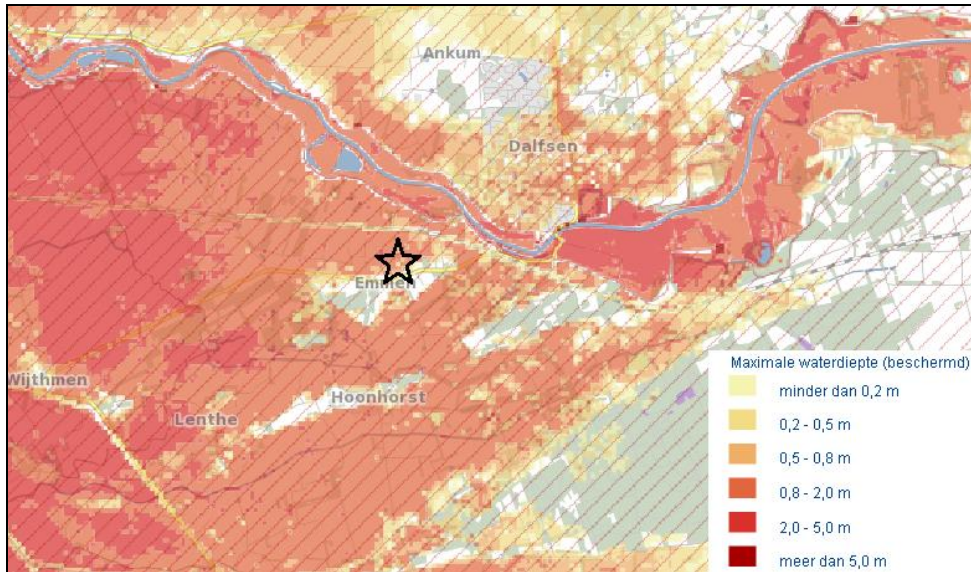 Ankum
Dalfsen
Emmen
Wijthmen
Hoonhorst
Lenthe
Maximale waterdiepte (beschermd)
minder dan 0,2 m
0,2 - 0,5 m
0,5 - 0,8 m
0,8 - 2,0 m
2,0 - 5,0 m
meer dan 5,0 m